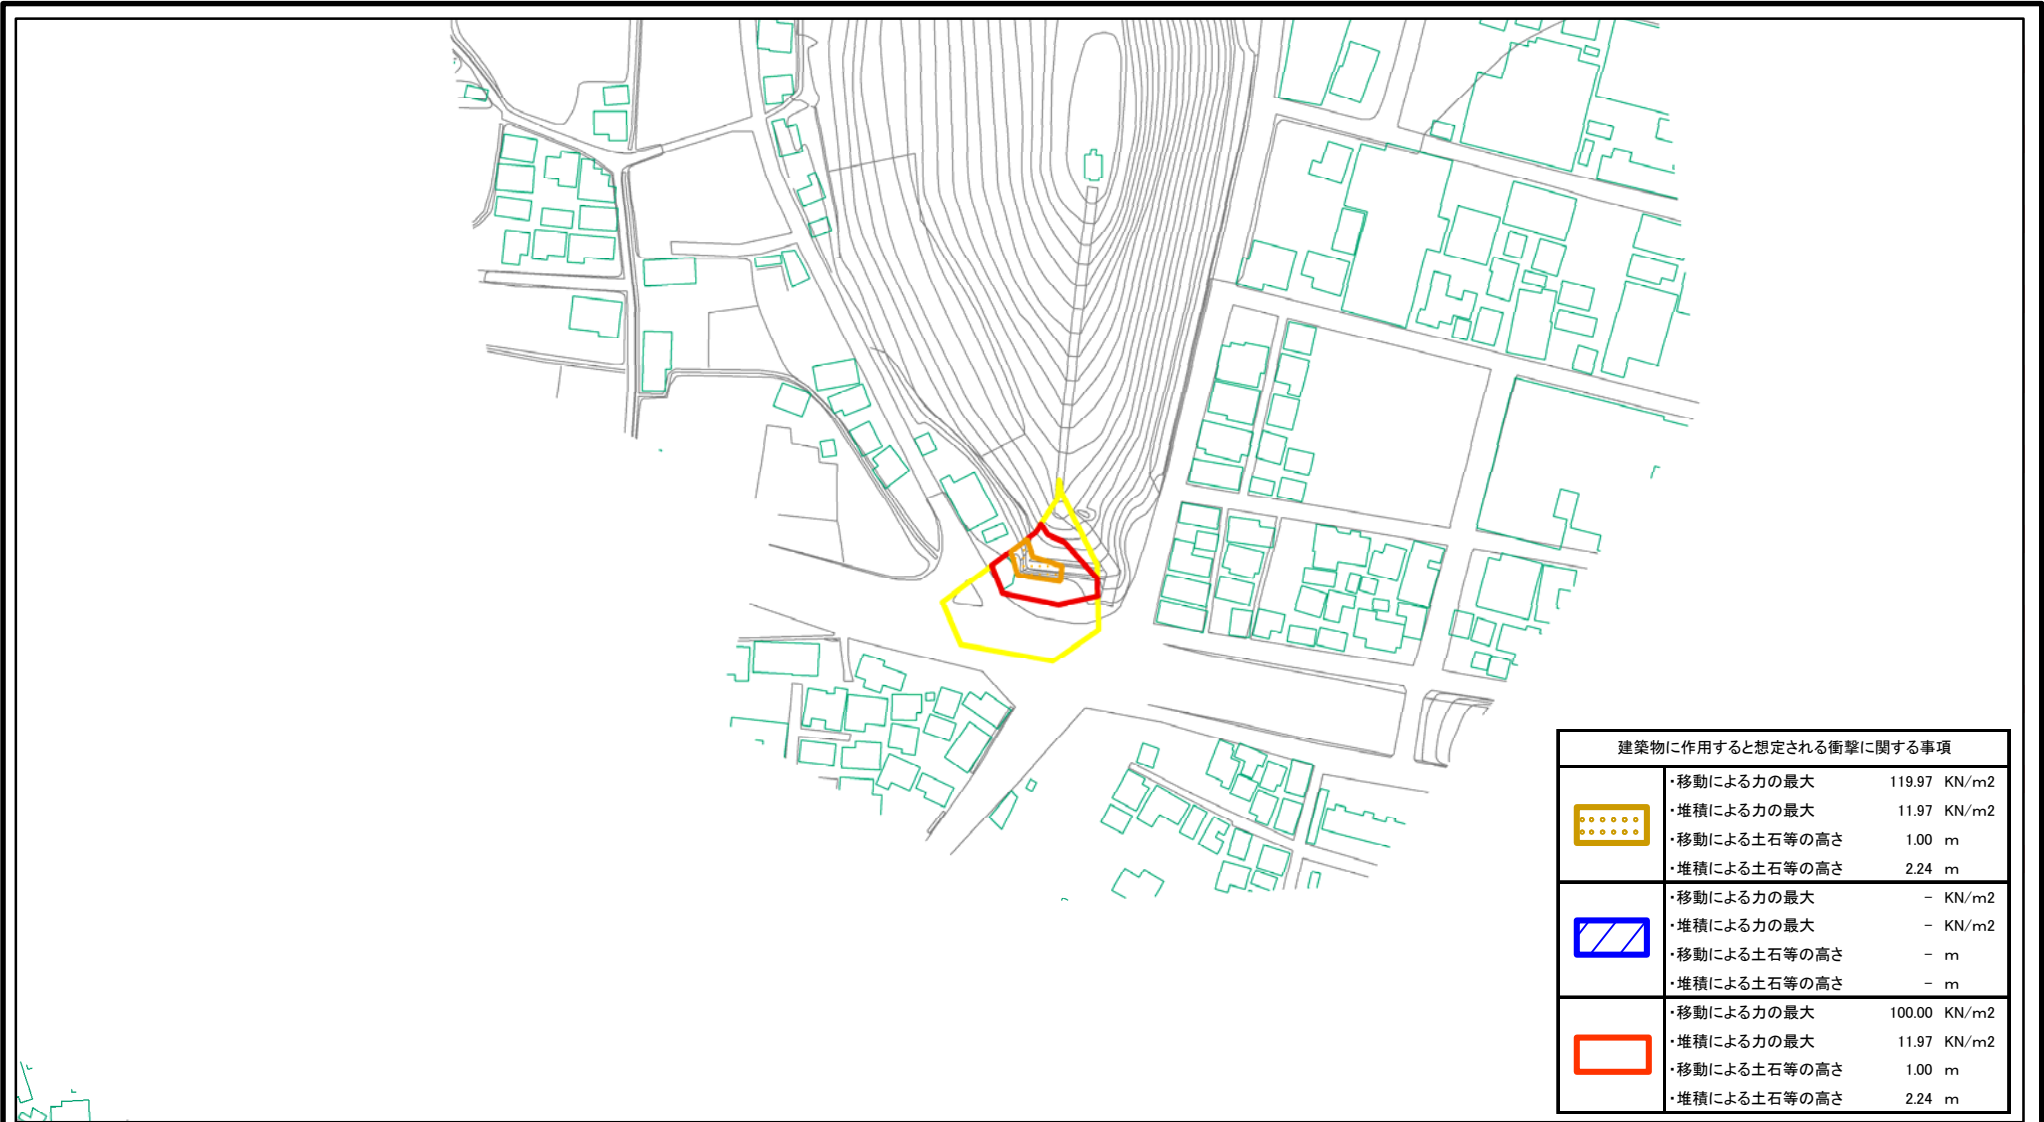 建築物に作用すると想定される衝撃に関する事項
・移動による力の最大 119.97 KN/m2
・堆積による力の最大 11.97 KN/m2
・移動による土石等の高さ 1.00 m
・堆積による土石等の高さ 2.24 m
・移動による力の最大 - KN/m2
・堆積による力の最大 - KN/m2
・移動による土石等の高さ - m
・堆積による土石等の高さ - m
・移動による力の最大 100.00 KN/m2
・堆積による力の最大 11.97 KN/m2
・移動による土石等の高さ 1.00 m
・堆積による土石等の高さ 2.24 m